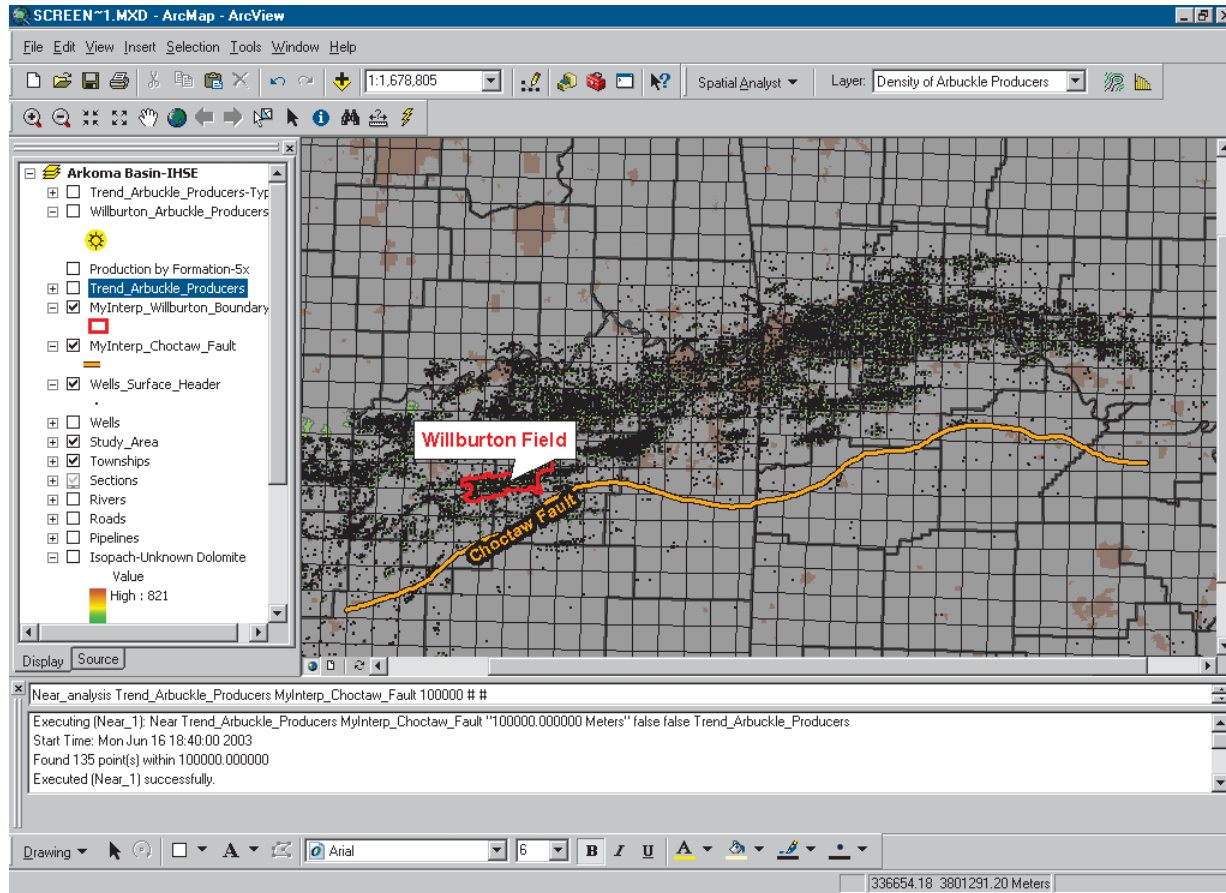 SCREEN~1.MXD - ArcMap - ArcView
File Edit View Insert Selection Tools Window Help
1:1,678,805
Spatial Analyst
Layer: Density of Arbuckle Producers
Arkoma Basin-IHSE
Trend_Arbuckle_Producers-Typ
Willburton_Arbuckle_Producers
Production by Formation-5x
Trend_Arbuckle_Producers
MyInterp_Willburton_Boundary
MyInterp_Choctaw_Fault
Wells_Surface_Header
Wells
Study_Area
Townships
Sections
Rivers
Roads
Pipelines
Isopach-Unknown Dolomite
Value
High : 821
Display Source
Willburton Field
Choctaw Fault
Near_analysis Trend_Arbuckle_Producers MyInterp_Choctaw_Fault 100000 # #
Executing (Near_1): Near Trend_Arbuckle_Producers MyInterp_Choctaw_Fault "100000.000000 Meters" false false Trend_Arbuckle_Producers
Start Time: Mon Jun 16 18:40:00 2003
Found 135 point(s) within 100000.000000
Executed (Near_1) successfully.
Drawing A Arial 6 B I U A
336654.18 3801291.20 Meters